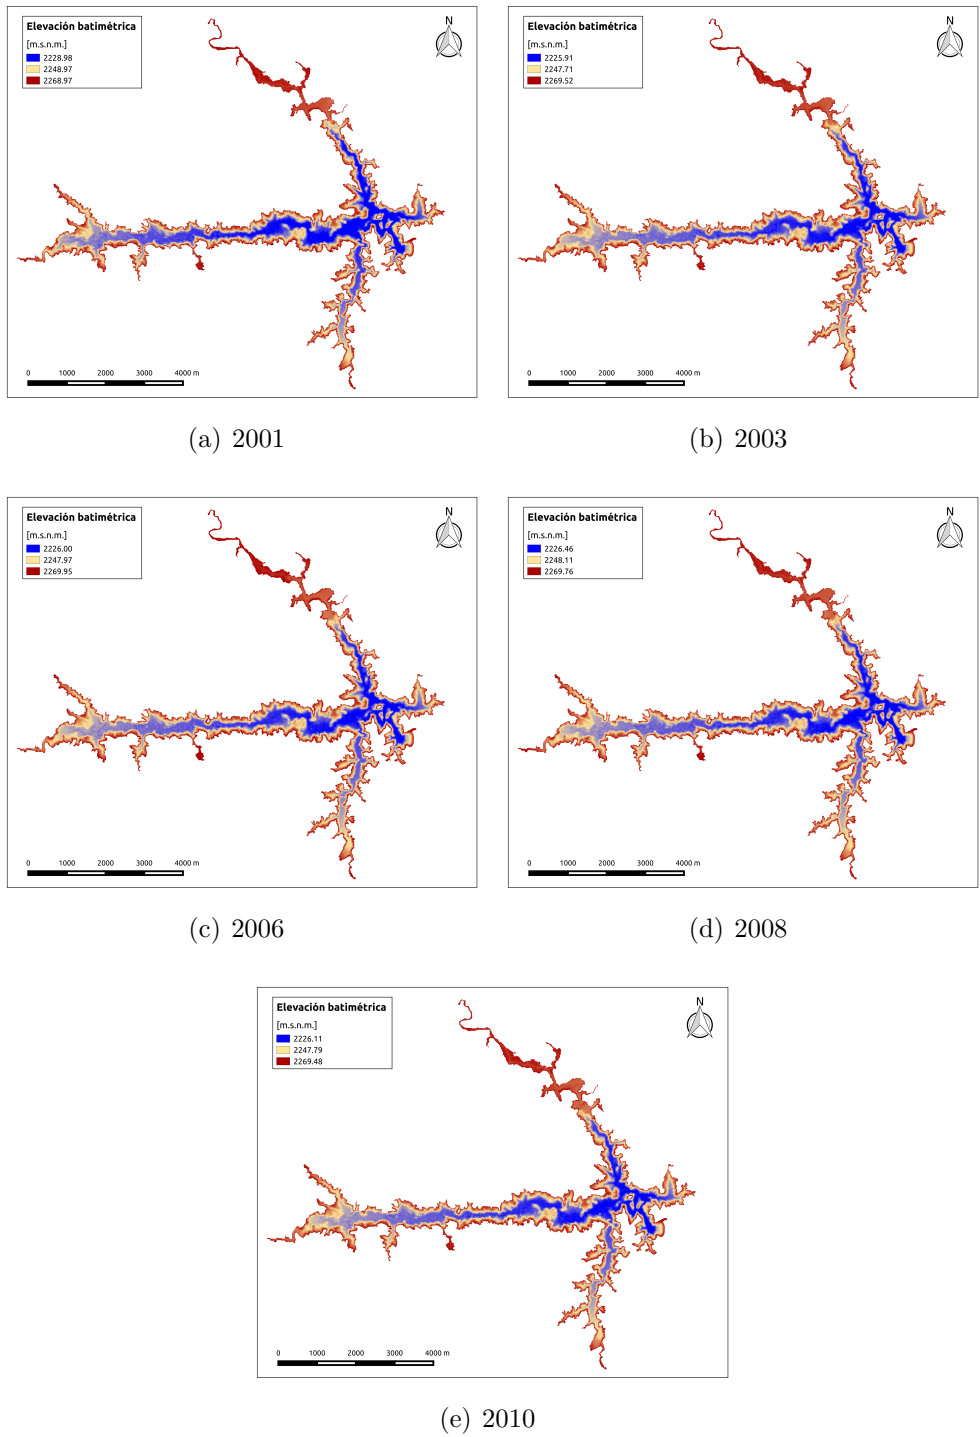 Elevación batimétrica
[m.s.n.m.]
2228.98
2248.97
2268.97
N
0 1000 2000 3000 4000 m
(a) 2001
Elevación batimétrica
[m.s.n.m.]
2225.91
2247.71
2269.52
N
0 1000 2000 3000 4000 m
(b) 2003
Elevación batimétrica
[m.s.n.m.]
2226.00
2247.97
2269.95
N
0 1000 2000 3000 4000 m
(c) 2006
Elevación batimétrica
[m.s.n.m.]
2226.46
2248.11
2269.76
N
0 1000 2000 3000 4000 m
(d) 2008
Elevación batimétrica
[m.s.n.m.]
2226.11
2247.79
2269.48
N
0 1000 2000 3000 4000 m
(e) 2010